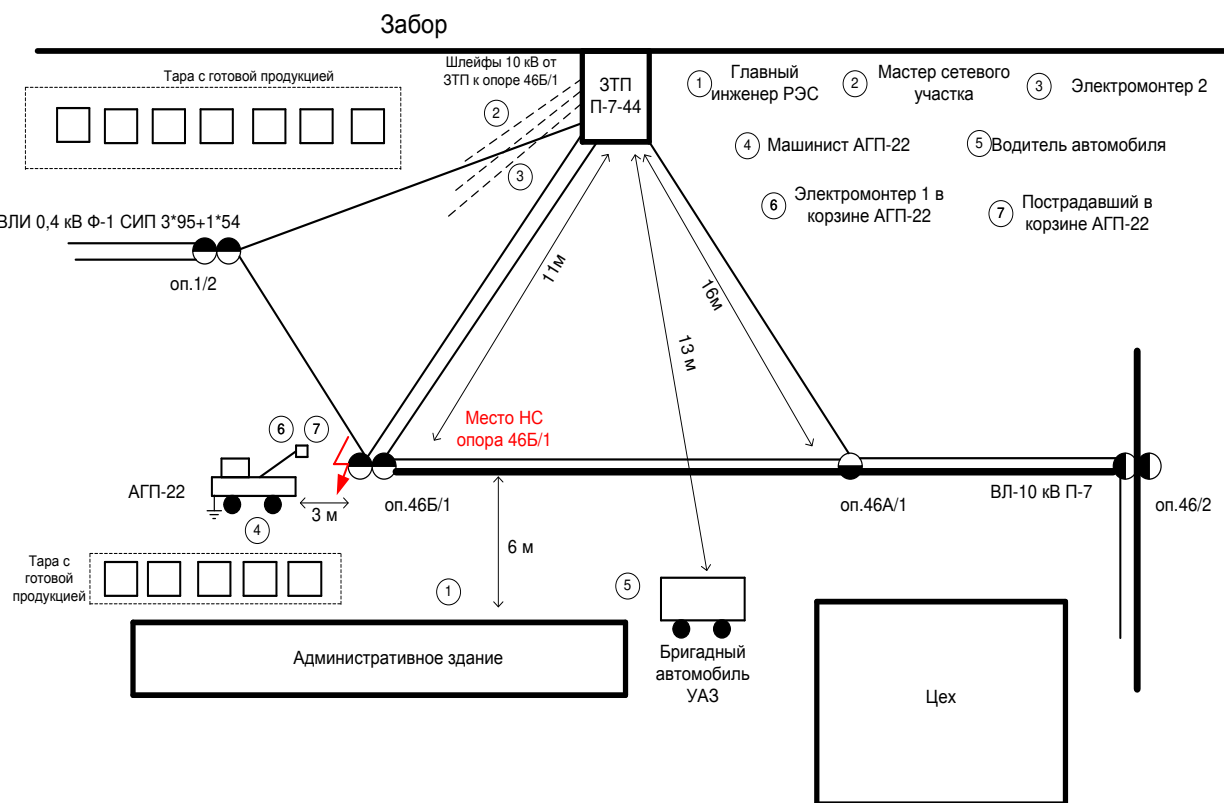 Забор
Тара с готовой продукцией
Шлейфы 10 кВ от
ЗТП к опоре 46Б/1
ЗТП
П-7-44
1
Главный
инженер РЭС
2
Мастер сетевого
участка
3
Электромонтер 2
4
Машинист АГП-22
5
Водитель автомобиля
6
Электромонтер 1 в
корзине АГП-22
7
Пострадавший в
корзине АГП-22
2
3
ВЛИ 0,4 кВ Ф-1 СИП 3*95+1*54
оп.1/2
11м
16м
13 м
Место НС
опора 46Б/1
6
7
АГП-22
4
3 м
оп.46Б/1
оп.46А/1
ВЛ-10 кВ П-7
оп.46/2
6 м
Тара с
готовой
продукцией
1
5
Административное здание
Бригадный
автомобиль
УАЗ
Цех